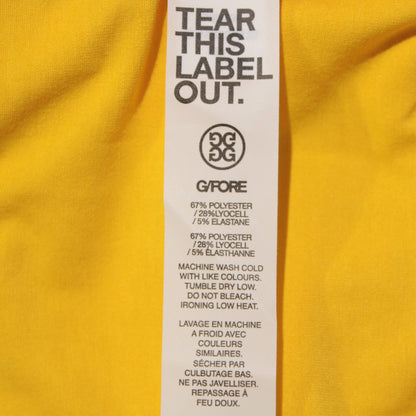 TEAR
THIS
LABEL
OUT.
GG
GG
G/FORE
67% POLYESTER
/ 28%LYOCELL
/ 5% ELASTANE
67% POLYESTER
/ 28% LYOCELL
/ 5% ÉLASTHANNE
MACHINE WASH COLD
WITH LIKE COLOURS.
TUMBLE DRY LOW.
DO NOT BLEACH.
IRONING LOW HEAT.
LAVAGE EN MACHINE
A FROID AVEC
COULEURS
SIMILAIRES.
SÉCHER PAR
CULBUTAGE BAS.
NE PAS JAVELLISER.
REPASSAGE À
FEU DOUX.